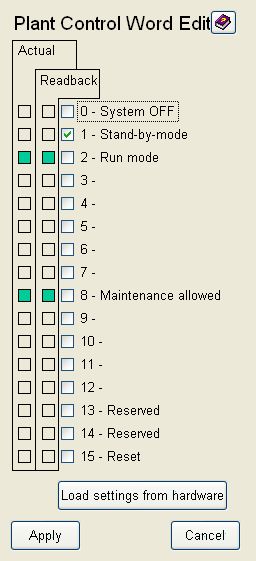 Plant Control Word Edit
Actual
Readback
0 - System OFF
1 - Stand-by-mode
2 - Run mode
3 -
4 -
5 -
6 -
7 -
8 - Maintenance allowed
9 -
10 -
11 -
12 -
13 - Reserved
14 - Reserved
15 - Reset
Load settings from hardware
Apply
Cancel